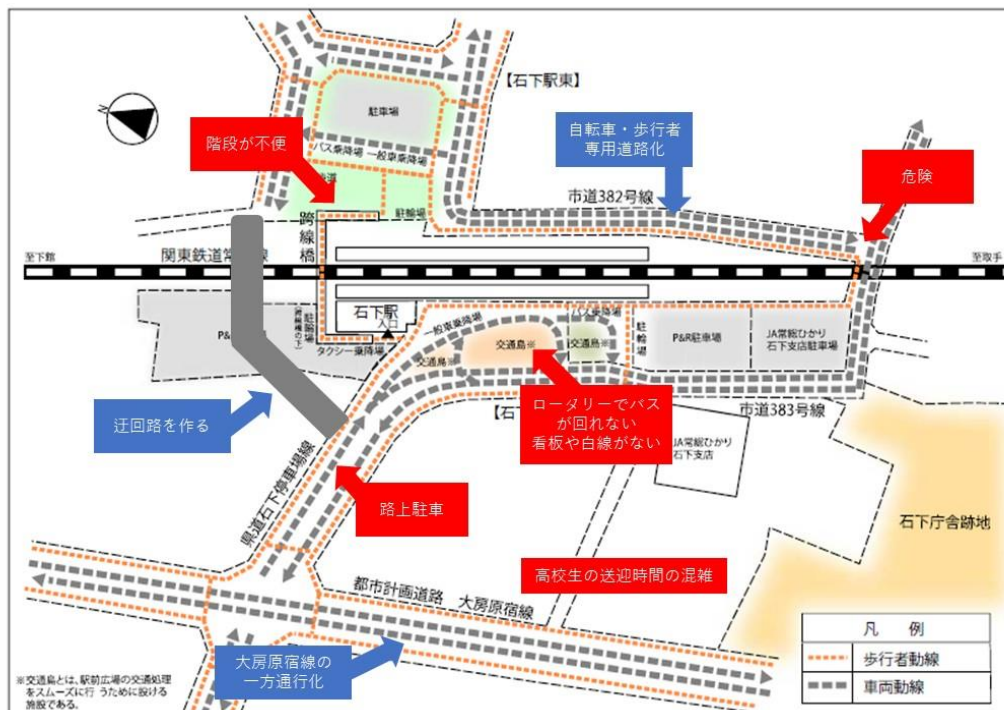 【石下駅東】
N
駐車場
階段が不便
自転車・歩行者
専用道路化
バス乗降場
一般車乗降場
危険
市道382号線
駐輪場
跨線橋
関東鉄道常
線
至下館
至取手
石下駅
入口
駐輪場
(跨線橋の下)
P&
タクシー乗降場
一般車乗降場
バス乗降場
交通島※
交通島※
交通島※
駐輪場
P&R駐車場
JA常総ひかり
石下支店駐車場
迂回路を作る
【石
ロータリーでバス
が回れない
看板や白線がない
市道383号線
JA常総ひかり
石下支店
県道石下停車場線
路上駐車
石下庁舎跡地
高校生の送迎時間の混雑
都市計画道路 大房原宿線
大房原宿線の
一方通行化
凡 例
歩行者動線
車両動線
※交通島とは、駅前広場の交通処理
をスムーズに行 うために設ける
施設である。